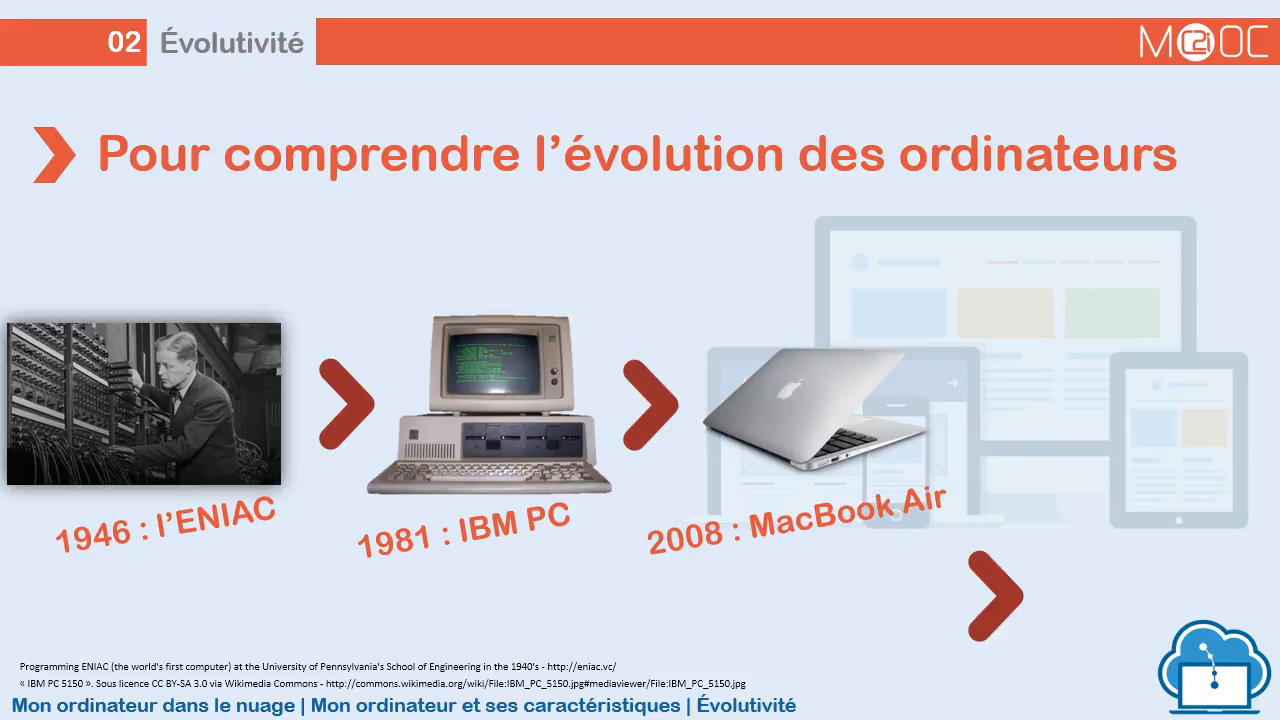 02 Évolutivité
M C2i OC
Pour comprendre l’évolution des ordinateurs
1946 : l’ENIAC
1981 : IBM PC
2008 : MacBook Air
Programming ENIAC (the world's first computer) at the University of Pennsylvania's School of Engineering in the 1940's - http://eniac.vc/
« IBM PC 5150 ». Sous licence CC BY-SA 3.0 via Wikimedia Commons - http://commons.wikimedia.org/wiki/File:IBM_PC_5150.jpg#mediaviewer/File:IBM_PC_5150.jpg
Mon ordinateur dans le nuage | Mon ordinateur et ses caractéristiques | Évolutivité